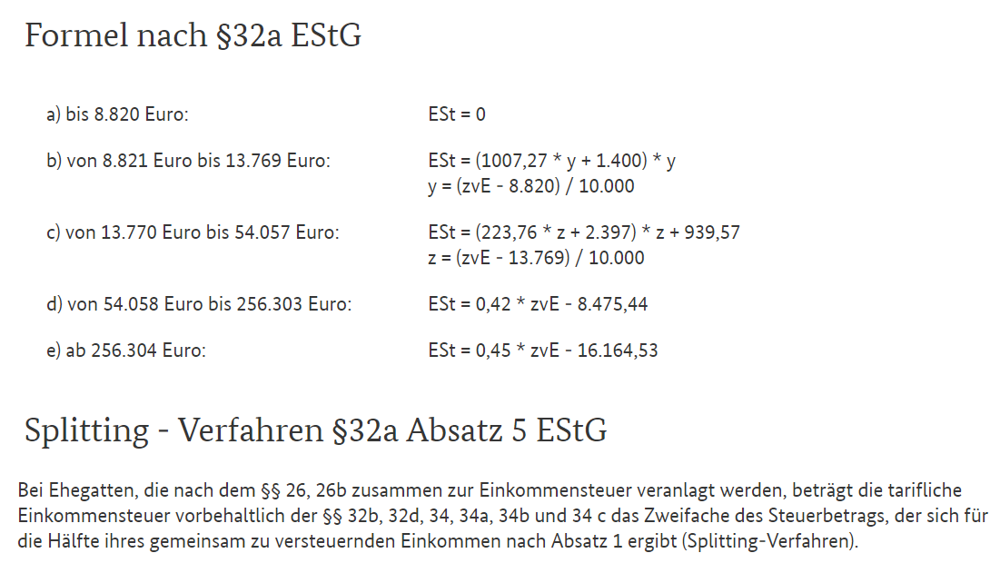 Formel nach §32a EStG
a) bis 8.820 Euro: ESt = 0
b) von 8.821 Euro bis 13.769 Euro: ESt = (1007,27 * y + 1.400) * y
y = (zvE - 8.820) / 10.000
c) von 13.770 Euro bis 54.057 Euro: ESt = (223,76 * z + 2.397) * z + 939,57
z = (zvE - 13.769) / 10.000
d) von 54.058 Euro bis 256.303 Euro: ESt = 0,42 * zvE - 8.475,44
e) ab 256.304 Euro: ESt = 0,45 * zvE - 16.164,53
Splitting - Verfahren §32a Absatz 5 EStG
Bei Ehegatten, die nach dem §§ 26, 26b zusammen zur Einkommensteuer veranlagt werden, beträgt die tarifliche
Einkommensteuer vorbehaltlich der §§ 32b, 32d, 34, 34a, 34b und 34 c das Zweifache des Steuerbetrags, der sich für
die Hälfte ihres gemeinsam zu versteuernden Einkommen nach Absatz 1 ergibt (Splitting-Verfahren).